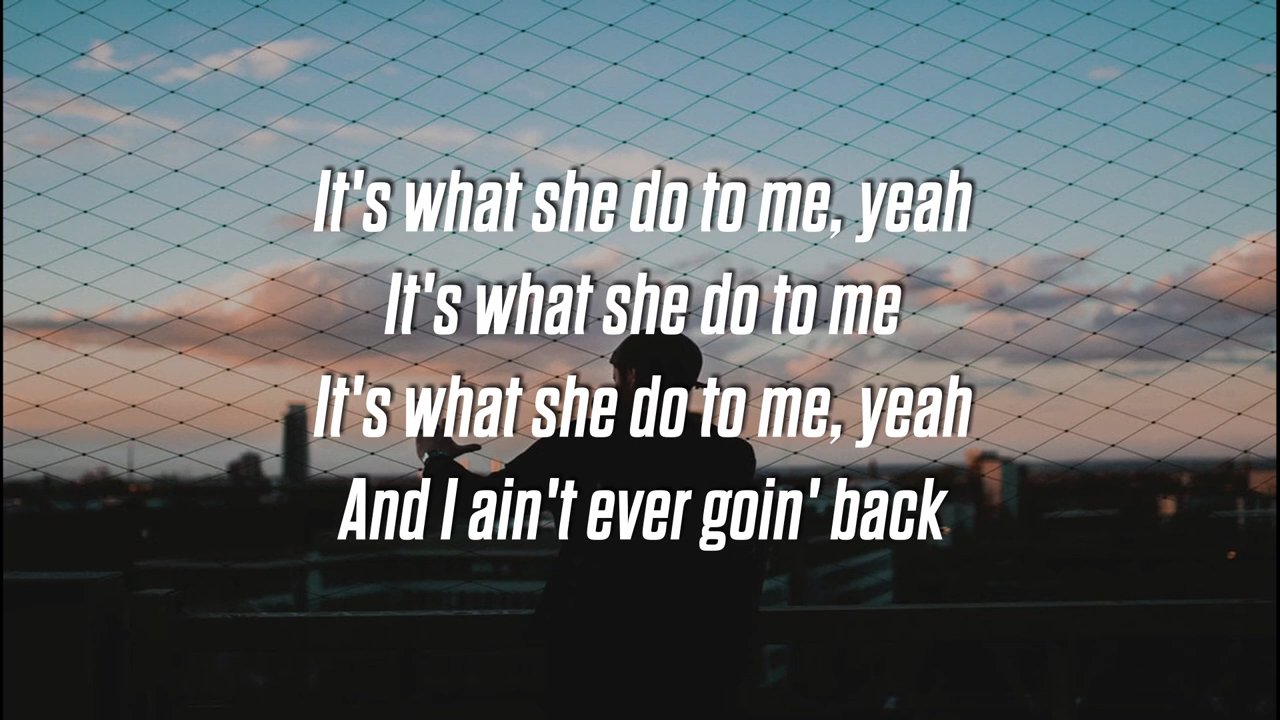 It's what she do to me, yeah
It's what she do to me
It's what she do to me, yeah
And I ain't ever goin' back